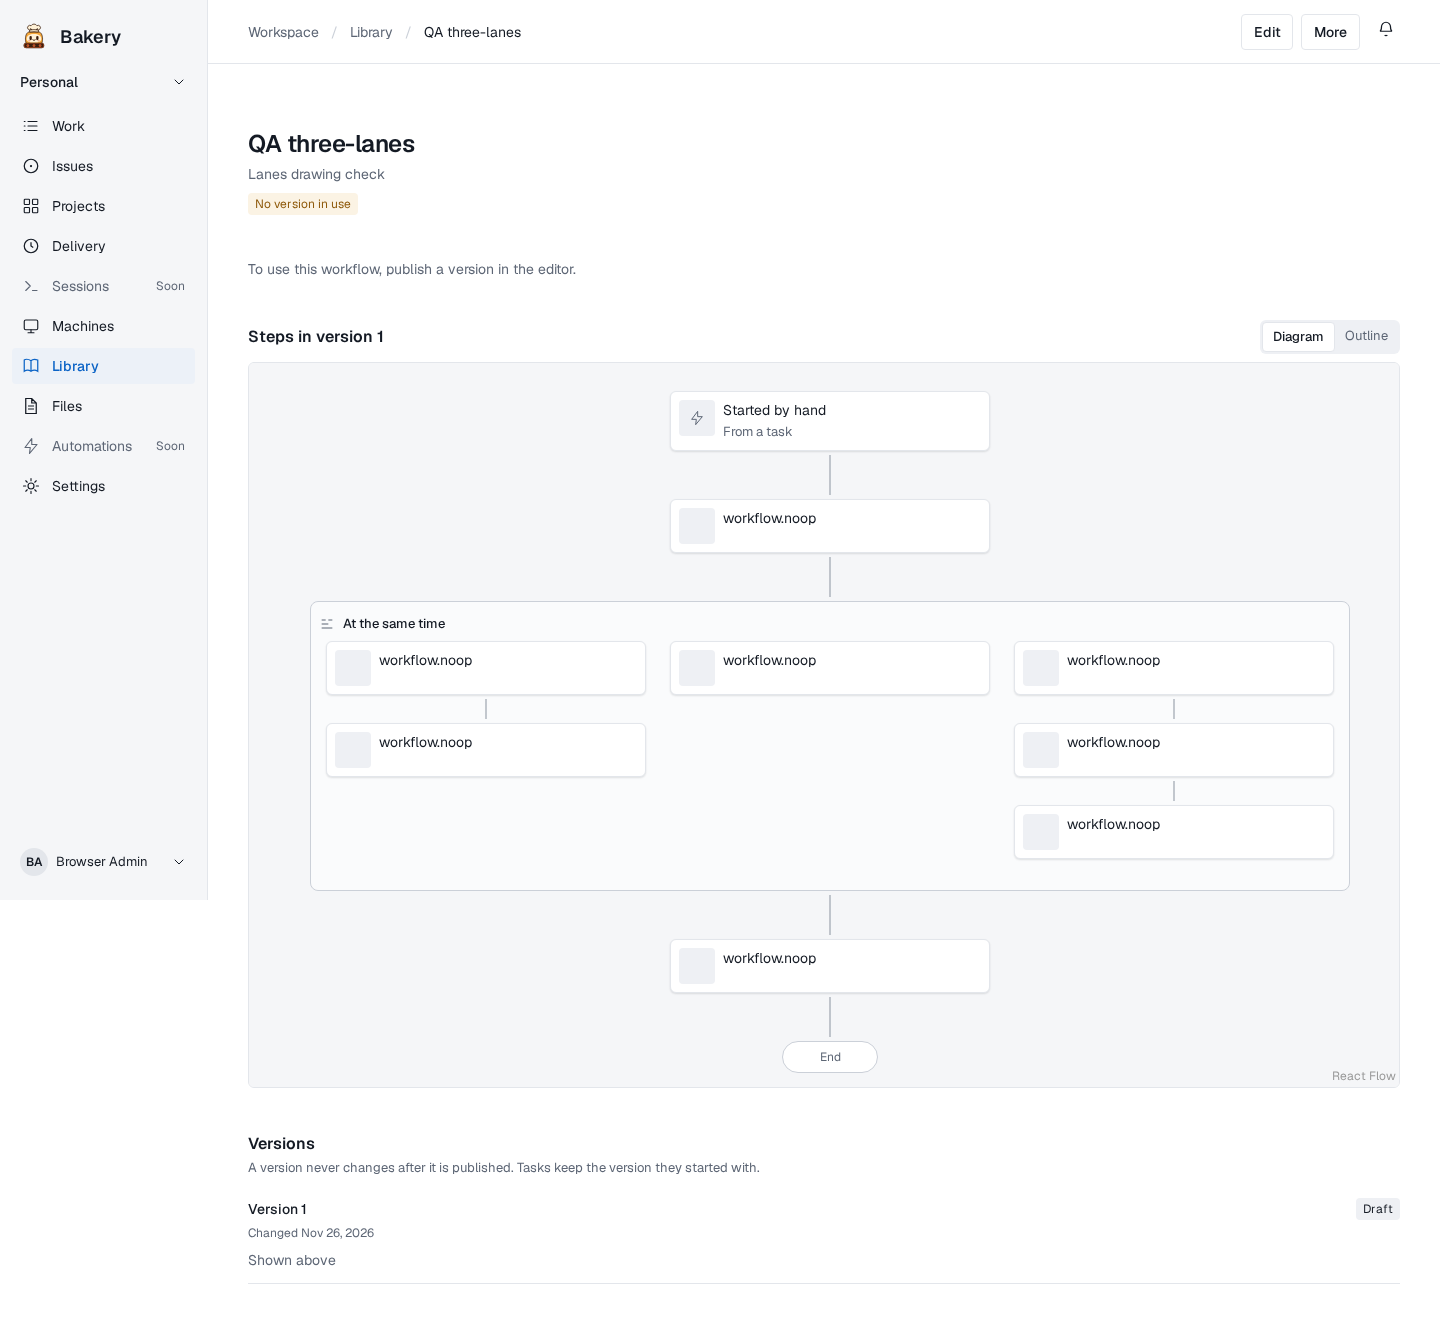 Bakery
Personal
Work
Issues
Projects
Delivery
Sessions Soon
Machines
Library
Files
Automations Soon
Settings
BA Browser Admin
Workspace / Library / QA three-lanes
Edit More
QA three-lanes
Lanes drawing check
No version in use
To use this workflow, publish a version in the editor.
Steps in version 1
Diagram Outline
Started by hand
From a task
workflow.noop
At the same time
workflow.noop workflow.noop workflow.noop
workflow.noop workflow.noop
workflow.noop
workflow.noop
End
React Flow
Versions
A version never changes after it is published. Tasks keep the version they started with.
Version 1 Draft
Changed Nov 26, 2026
Shown above